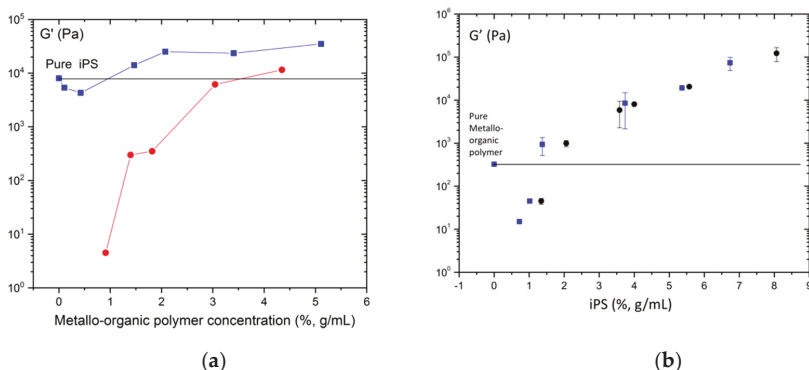 G' (Pa)
10⁵
Pure iPS
10⁴
10³
10²
10¹
10⁰
0 1 2 3 4 5 6
Metallo-organic polymer concentration (%, g/mL)
(a)
G' (Pa)
10⁶
10⁵
10⁴
Pure
Metallo-
organic
polymer
10³
10²
10¹
10⁰
-1 0 1 2 3 4 5 6 7 8 9
iPS (%, g/mL)
(b)